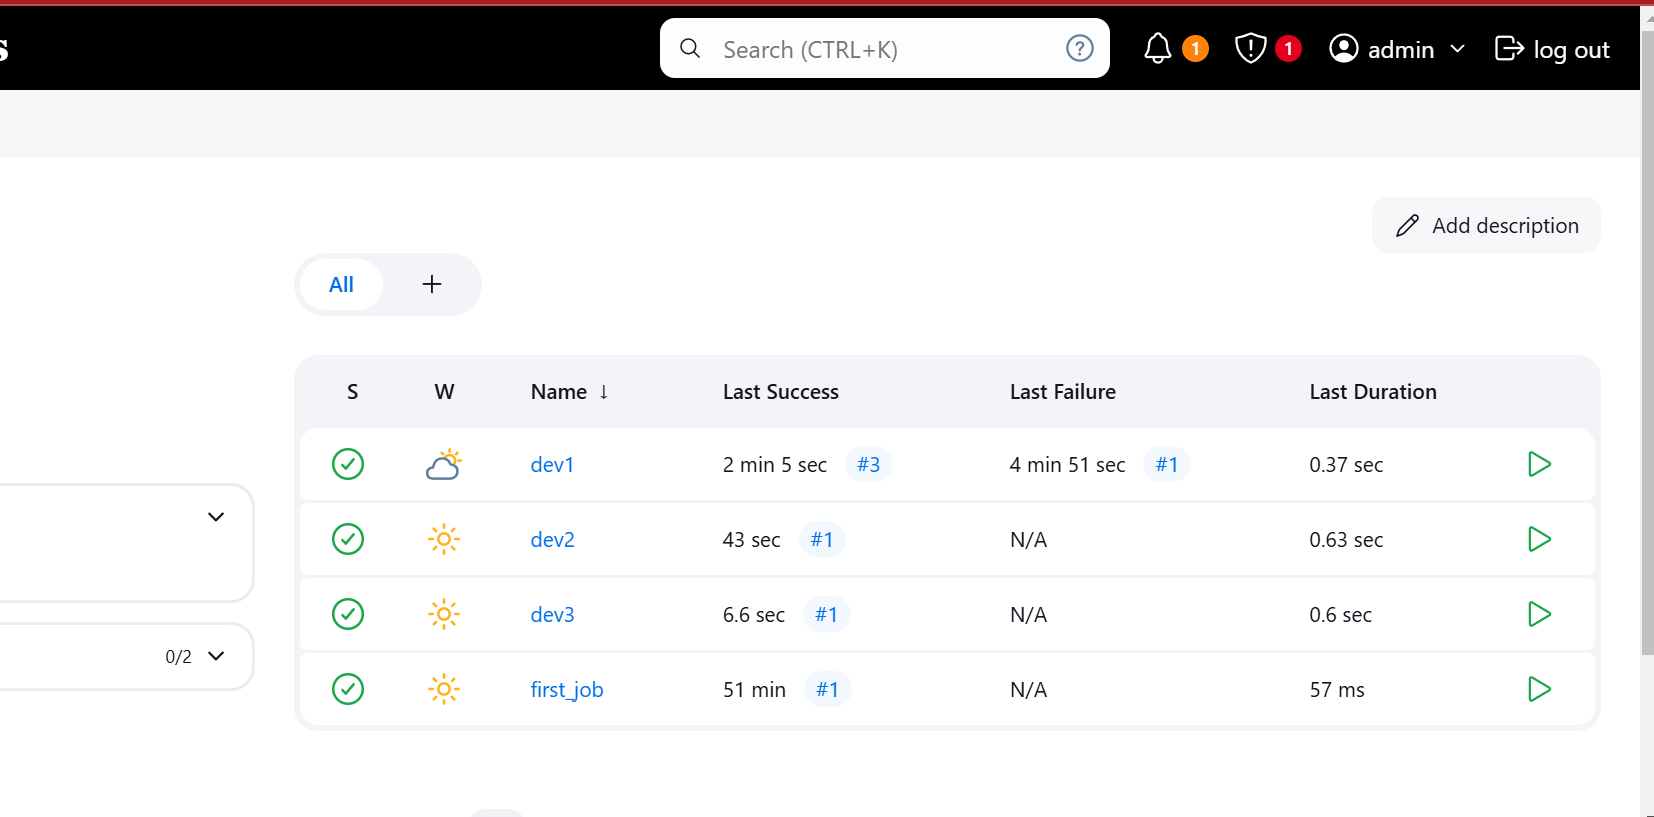 s
Search (CTRL+K) ? 1 ! 1 admin log out
Add description
All +
S W Name ↓ Last Success Last Failure Last Duration
dev1 2 min 5 sec #3 4 min 51 sec #1 0.37 sec
dev2 43 sec #1 N/A 0.63 sec
dev3 6.6 sec #1 N/A 0.6 sec
0/2
first_job 51 min #1 N/A 57 ms